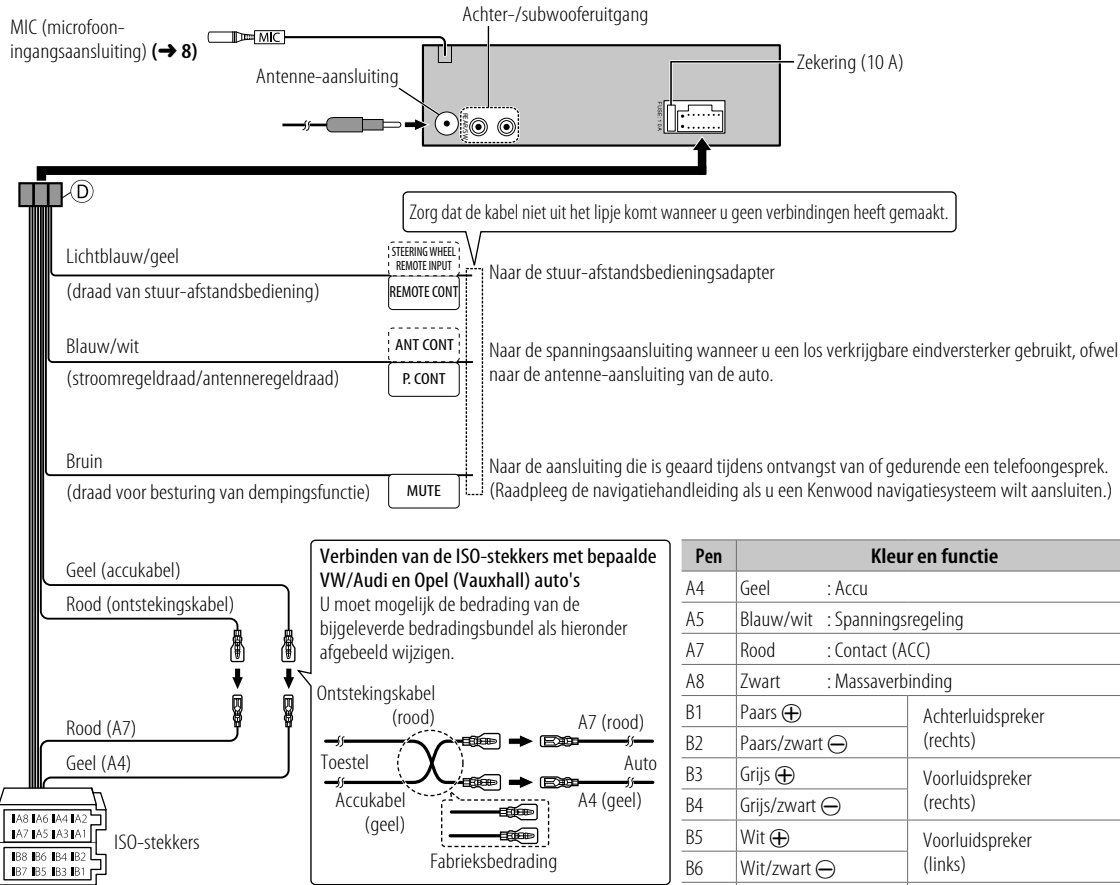 MIC (microfoon-
ingangsaansluiting) (➔ 8)
MIC
Achter-/subwooferuitgang
Antenne-aansluiting
Zekering (10 A)
REAR/SW
FUSE 10A
D
Zorg dat de kabel niet uit het lipje komt wanneer u geen verbindingen heeft gemaakt.
Lichtblauw/geel
(draad van stuur-afstandsbediening)
STEERING WHEEL
REMOTE INPUT
REMOTE CONT
Naar de stuur-afstandsbedieningsadapter
Blauw/wit
(stroomregeldraad/antenneregeldraad)
ANT CONT
P. CONT
Naar de spanningsaansluiting wanneer u een los verkrijgbare eindversterker gebruikt, ofwel
naar de antenne-aansluiting van de auto.
Bruin
(draad voor besturing van dempingsfunctie)
MUTE
Naar de aansluiting die is geaard tijdens ontvangst van of gedurende een telefoongesprek.
(Raadpleeg de navigatiehandleiding als u een Kenwood navigatiesysteem wilt aansluiten.)
Geel (accukabel)
Rood (ontstekingskabel)
Rood (A7)
Geel (A4)
A8 A6 A4 A2
A7 A5 A3 A1
B8 B6 B4 B2
B7 B5 B3 B1
ISO-stekkers
Verbinden van de ISO-stekkers met bepaalde
VW/Audi en Opel (Vauxhall) auto's
U moet mogelijk de bedrading van de
bijgeleverde bedradingsbundel als hieronder
afgebeeld wijzigen.
Ontstekingskabel
(rood)
A7 (rood)
Toestel
Auto
Accukabel
(geel)
A4 (geel)
Fabrieksbedrading
Pen Kleur en functie
A4 Geel : Accu
A5 Blauw/wit : Spanningsregeling
A7 Rood : Contact (ACC)
A8 Zwart : Massaverbinding
B1 Paars ⊕ Achterluidspreker
B2 Paars/zwart ⊖ (rechts)
B3 Grijs ⊕ Voorluidspreker
B4 Grijs/zwart ⊖ (rechts)
B5 Wit ⊕ Voorluidspreker
B6 Wit/zwart ⊖ (links)